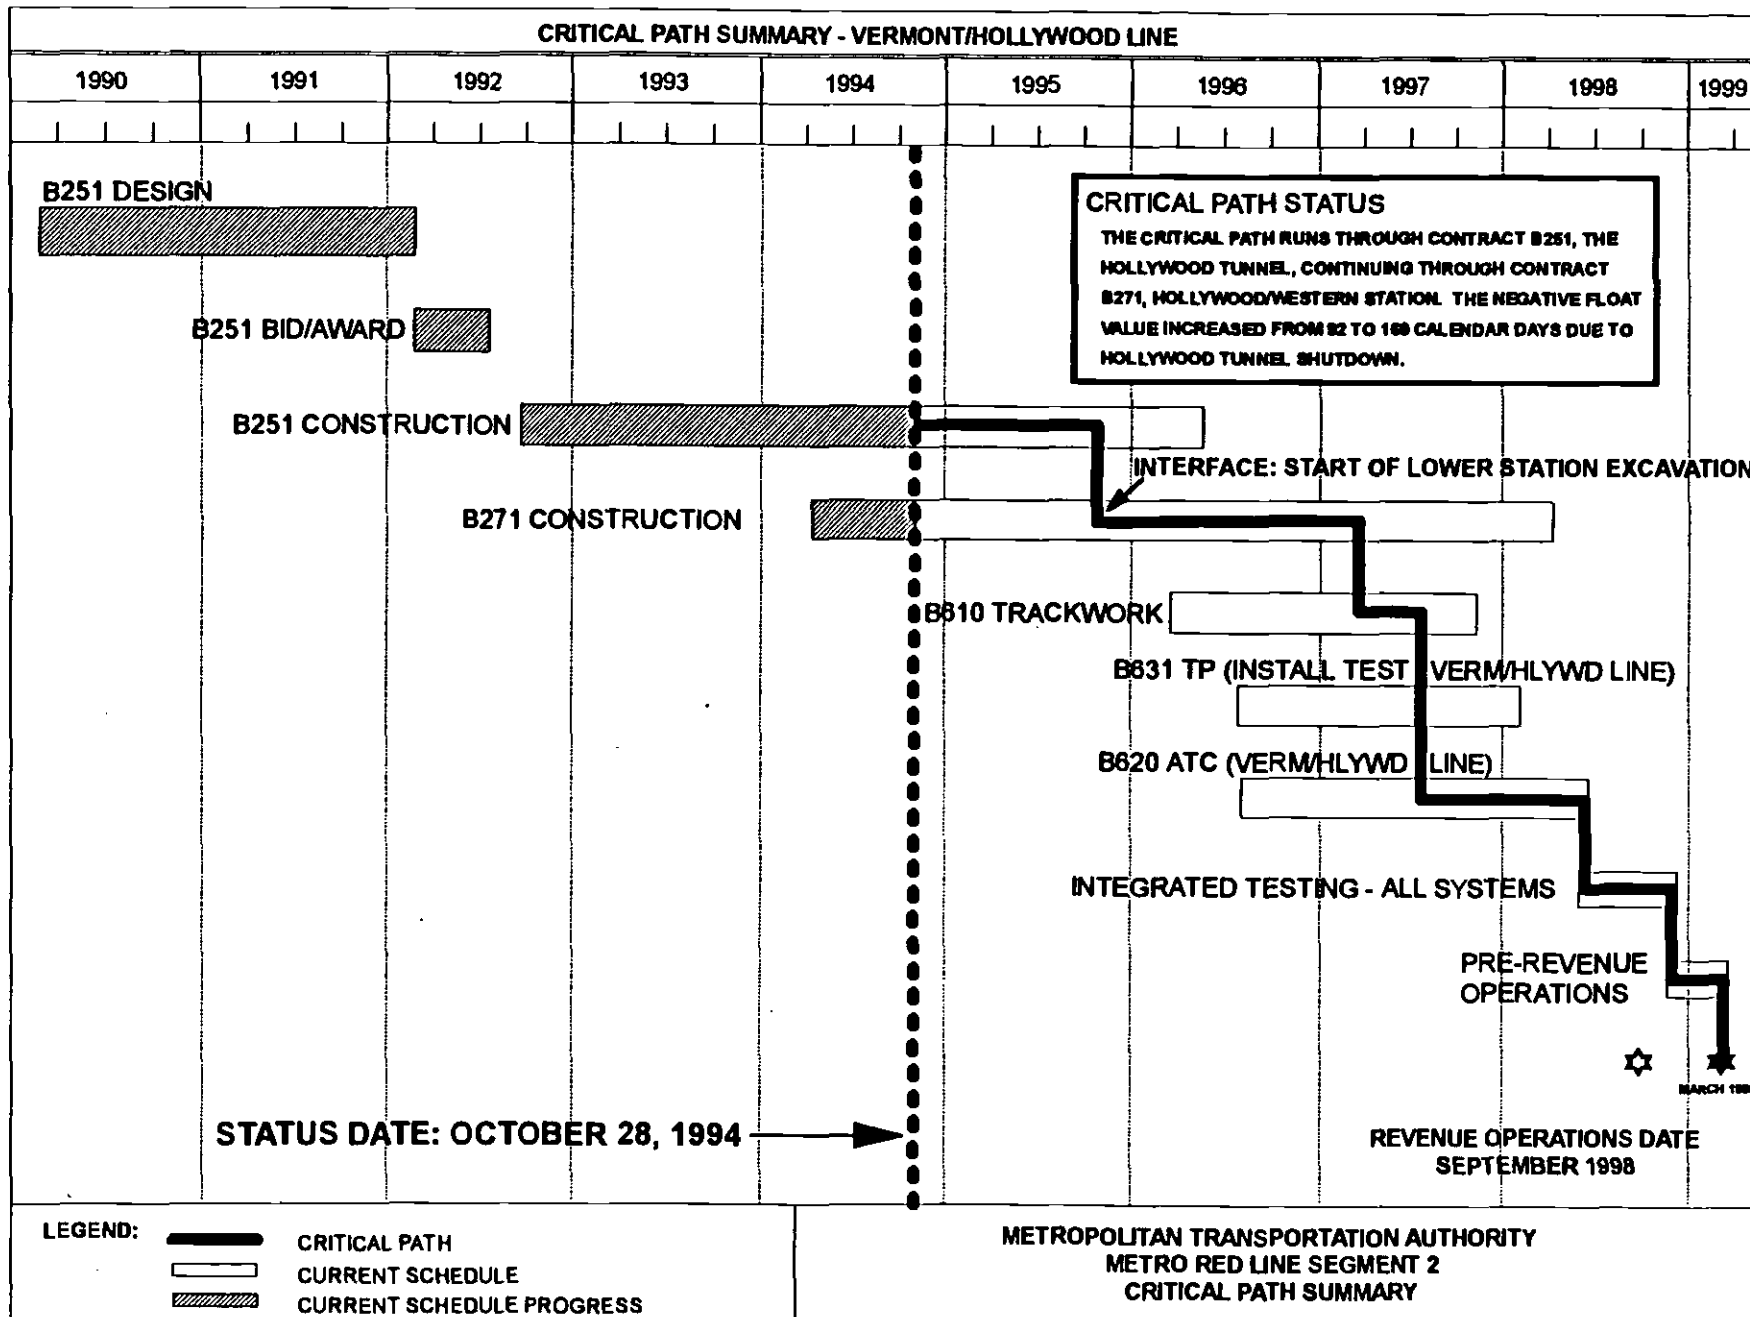 CRITICAL PATH SUMMARY - VERMONT/HOLLYWOOD LINE
1990 1991 1992 1993 1994 1995 1996 1997 1998 1999
B251 DESIGN
CRITICAL PATH STATUS
THE CRITICAL PATH RUNS THROUGH CONTRACT B251, THE
HOLLYWOOD TUNNEL, CONTINUING THROUGH CONTRACT
B271, HOLLYWOOD/WESTERN STATION. THE NEGATIVE FLOAT
VALUE INCREASED FROM TO CALENDAR DAYS DUE TO
HOLLYWOOD TUNNEL SHUTDOWN.
B251 BID/AWARD
B251 CONSTRUCTION
INTERFACE: START OF LOWER STATION EXCAVATION
B271 CONSTRUCTION
B610 TRACKWORK
B631 TP (INSTALL TEST VERM/HLYWD LINE)
B620 ATC (VERM/HLYWD LINE)
INTEGRATED TESTING - ALL SYSTEMS
PRE-REVENUE
OPERATIONS
MARCH
STATUS DATE: OCTOBER 28, 1994
REVENUE OPERATIONS DATE
SEPTEMBER 1998
LEGEND:
CRITICAL PATH
CURRENT SCHEDULE
CURRENT SCHEDULE PROGRESS
METROPOLITAN TRANSPORTATION AUTHORITY
METRO RED LINE SEGMENT 2
CRITICAL PATH SUMMARY